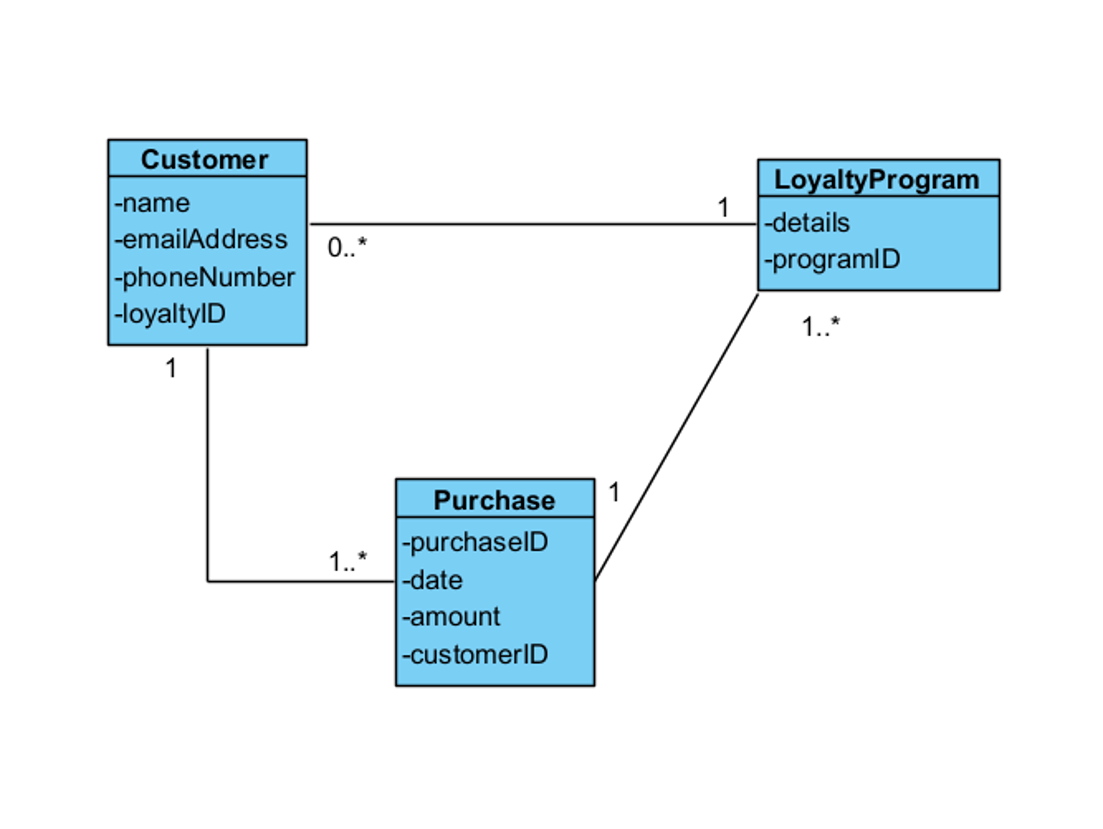 Customer
-name
-emailAddress
-phoneNumber
-loyaltyID
0..*
1
LoyaltyProgram
-details
-programID
1..*
1
1
1..*
Purchase
-purchaseID
-date
-amount
-customerID